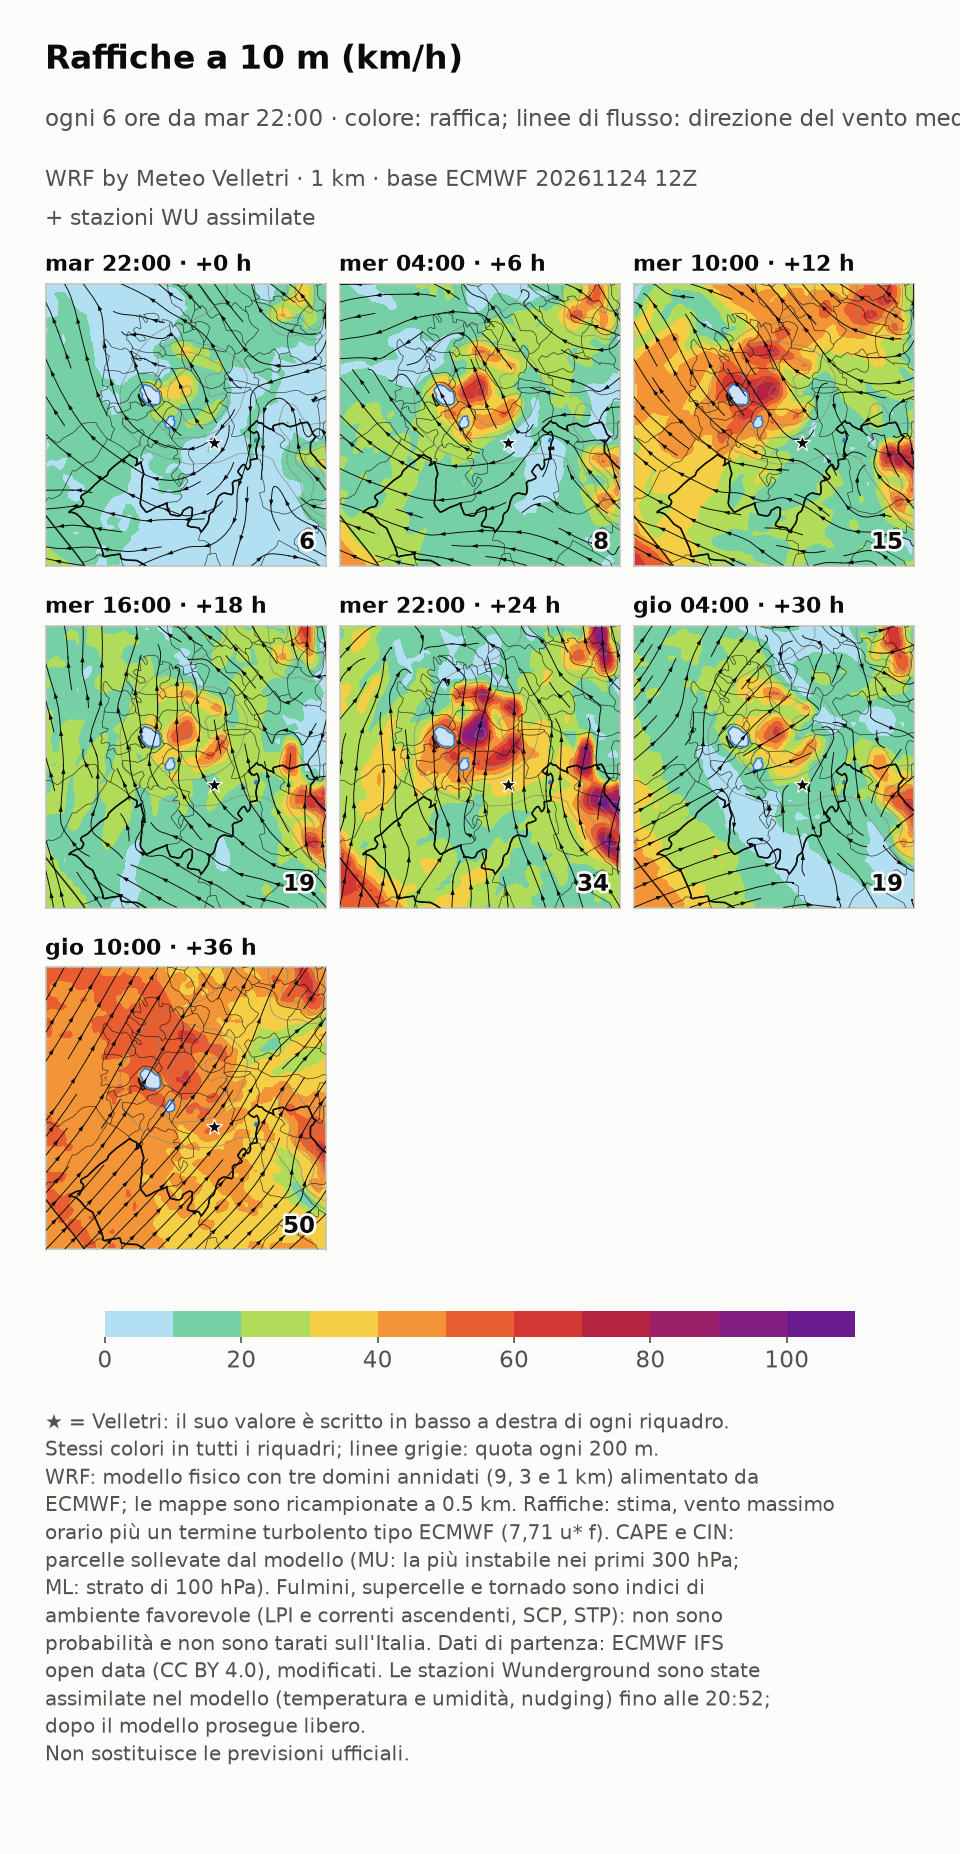 Raffiche a 10 m (km/h)
ogni 6 ore da mar 22:00 · colore: raffica; linee di flusso: direzione del vento med
WRF by Meteo Velletri · 1 km · base ECMWF 20261124 12Z
+ stazioni WU assimilate
mar 22:00 · +0 h
mer 04:00 · +6 h
mer 10:00 · +12 h
6
8
15
mer 16:00 · +18 h
mer 22:00 · +24 h
gio 04:00 · +30 h
19
34
19
gio 10:00 · +36 h
50
0 20 40 60 80 100
★ = Velletri: il suo valore è scritto in basso a destra di ogni riquadro.
Stessi colori in tutti i riquadri; linee grigie: quota ogni 200 m.
WRF: modello fisico con tre domini annidati (9, 3 e 1 km) alimentato da
ECMWF; le mappe sono ricampionate a 0.5 km. Raffiche: stima, vento massimo
orario più un termine turbolento tipo ECMWF (7,71 u* f). CAPE e CIN:
parcelle sollevate dal modello (MU: la più instabile nei primi 300 hPa;
ML: strato di 100 hPa). Fulmini, supercelle e tornado sono indici di
ambiente favorevole (LPI e correnti ascendenti, SCP, STP): non sono
probabilità e non sono tarati sull'Italia. Dati di partenza: ECMWF IFS
open data (CC BY 4.0), modificati. Le stazioni Wunderground sono state
assimilate nel modello (temperatura e umidità, nudging) fino alle 20:52;
dopo il modello prosegue libero.
Non sostituisce le previsioni ufficiali.